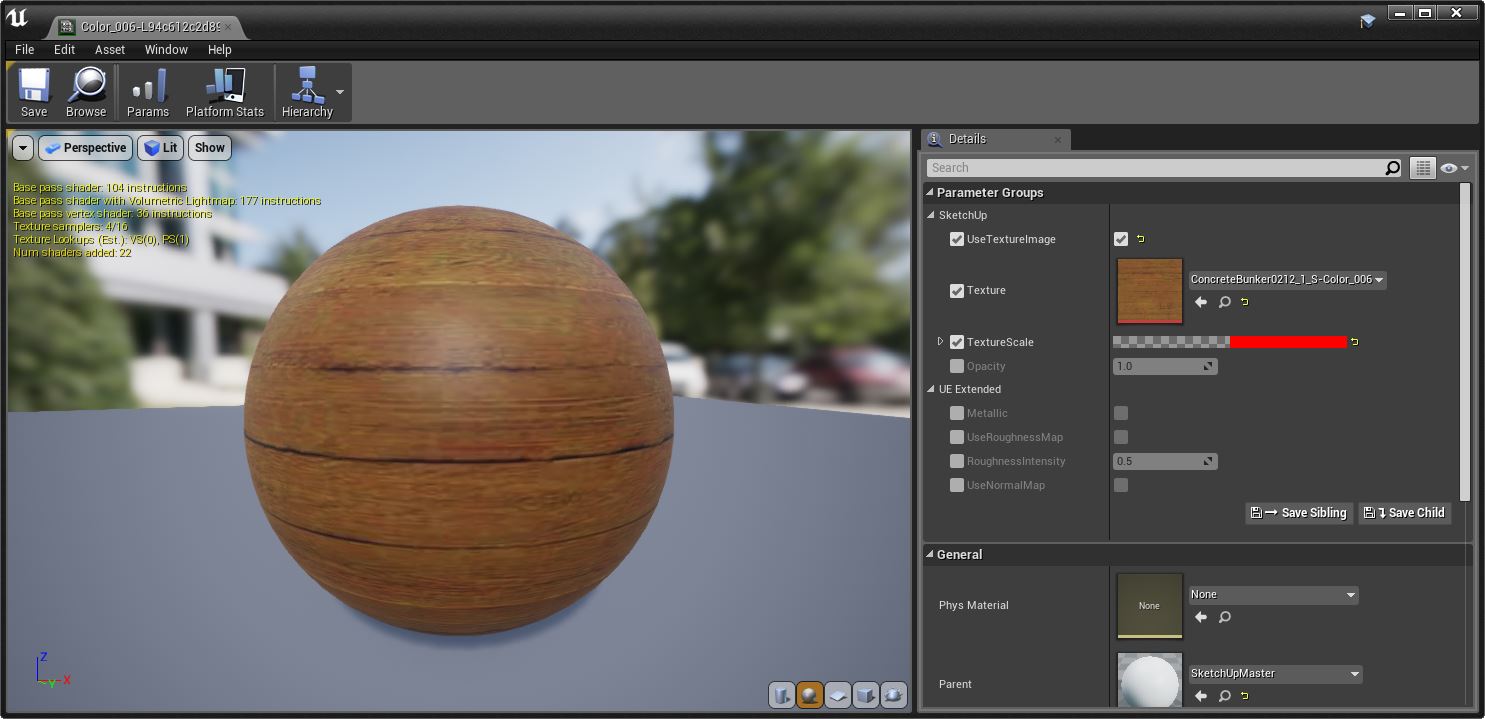 Color_006-L94c612c2d89
File Edit Asset Window Help
Save Browse Params Platform Stats Hierarchy
Perspective Lit Show
Base pass shader: 104 instructions
Base pass shader with Volumetric Lightmap: 177 instructions
Base pass vertex shader: 36 instructions
Texture samplers: 4/16
Texture Lookups (Est.): VS(0), PS(1)
Num shaders added: 22
Z
Y X
Details
Search
Parameter Groups
SketchUp
UseTextureImage
Texture ConcreteBunker0212_1_S-Color_006
TextureScale
Opacity 1.0
UE Extended
Metallic
UseRoughnessMap
RoughnessIntensity 0.5
UseNormalMap
Save Sibling Save Child
General
Phys Material None None
Parent SketchUpMaster